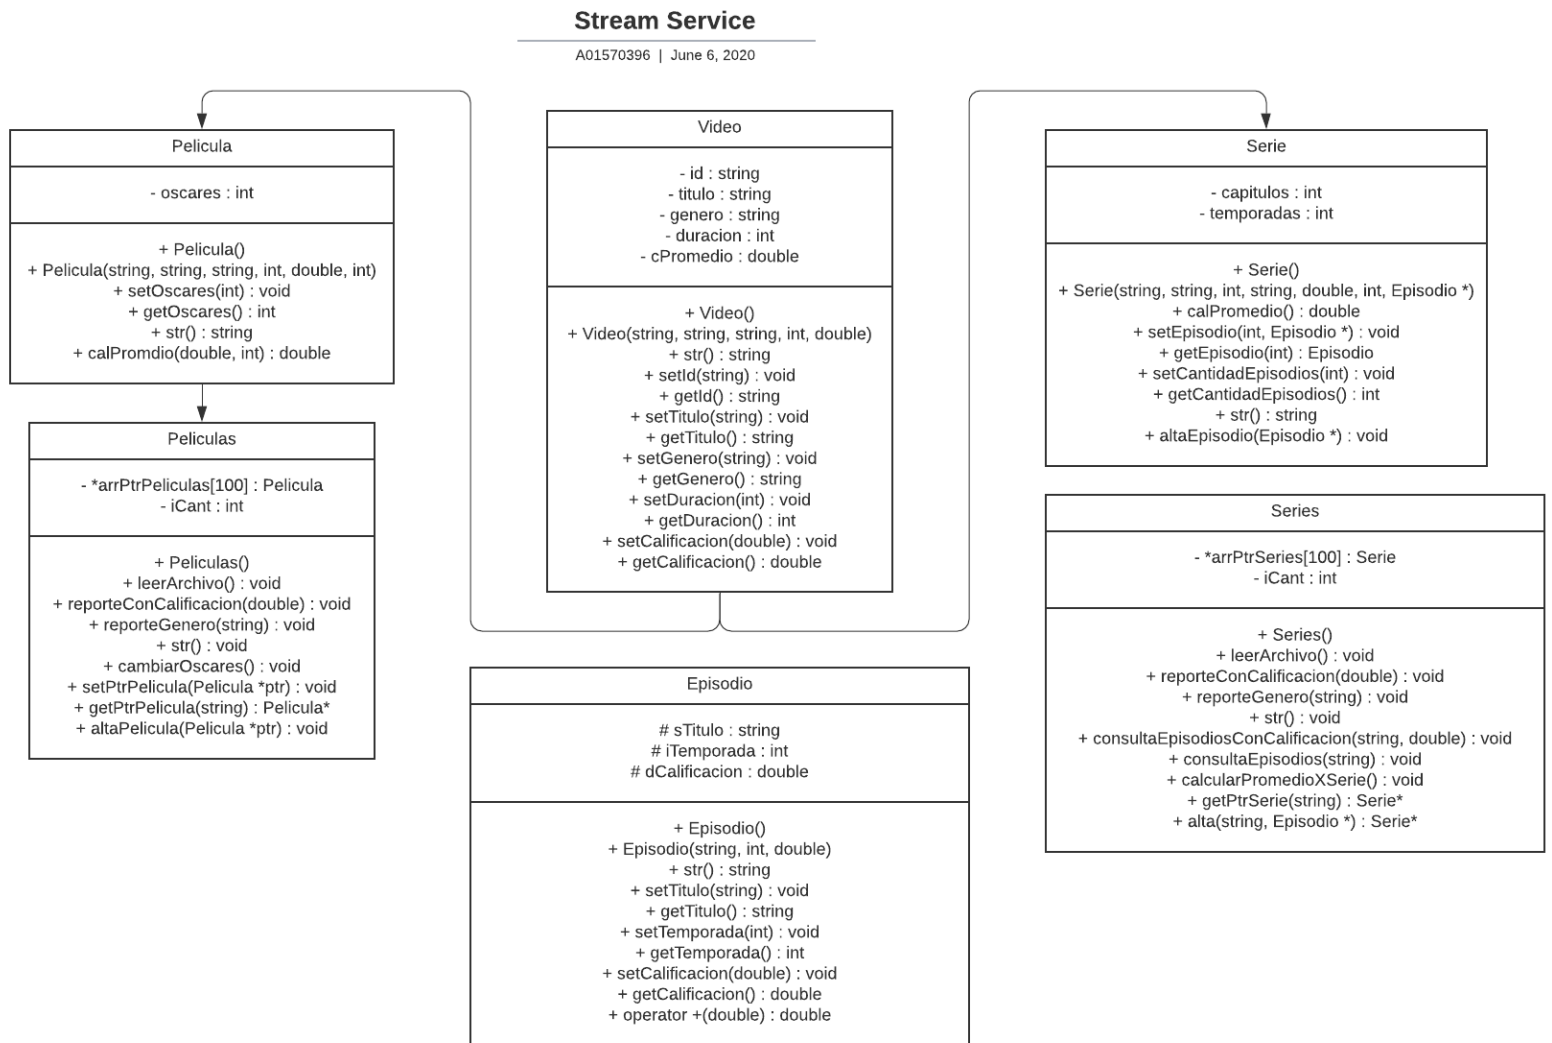 Stream Service
A01570396 | June 6, 2020
Pelicula
- oscares : int
+ Pelicula()
+ Pelicula(string, string, string, int, double, int)
+ setOscares(int) : void
+ getOscares() : int
+ str() : string
+ calPromdio(double, int) : double
Peliculas
- *arrPtrPeliculas[100] : Pelicula
- iCant : int
+ Peliculas()
+ leerArchivo() : void
+ reporteConCalificacion(double) : void
+ reporteGenero(string) : void
+ str() : void
+ cambiarOscares() : void
+ setPtrPelicula(Pelicula *ptr) : void
+ getPtrPelicula(string) : Pelicula*
+ altaPelicula(Pelicula *ptr) : void
Video
- id : string
- titulo : string
- genero : string
- duracion : int
- cPromedio : double
+ Video()
+ Video(string, string, string, int, double)
+ str() : string
+ setId(string) : void
+ getId() : string
+ setTitulo(string) : void
+ getTitulo() : string
+ setGenero(string) : void
+ getGenero() : string
+ setDuracion(int) : void
+ getDuracion() : int
+ setCalificacion(double) : void
+ getCalificacion() : double
Episodio
# sTitulo : string
# iTemporada : int
# dCalificacion : double
+ Episodio()
+ Episodio(string, int, double)
+ str() : string
+ setTitulo(string) : void
+ getTitulo() : string
+ setTemporada(int) : void
+ getTemporada() : int
+ setCalificacion(double) : void
+ getCalificacion() : double
+ operator +(double) : double
Serie
- capitulos : int
- temporadas : int
+ Serie()
+ Serie(string, string, int, string, double, int, Episodio *)
+ calPromedio() : double
+ setEpisodio(int, Episodio *) : void
+ getEpisodio(int) : Episodio
+ setCantidadEpisodios(int) : void
+ getCantidadEpisodios() : int
+ str() : string
+ altaEpisodio(Episodio *) : void
Series
- *arrPtrSeries[100] : Serie
- iCant : int
+ Series()
+ leerArchivo() : void
+ reporteConCalificacion(double) : void
+ reporteGenero(string) : void
+ str() : void
+ consultaEpisodiosConCalificacion(string, double) : void
+ consultaEpisodios(string) : void
+ calcularPromedioXSerie() : void
+ getPtrSerie(string) : Serie*
+ alta(string, Episodio *) : Serie*